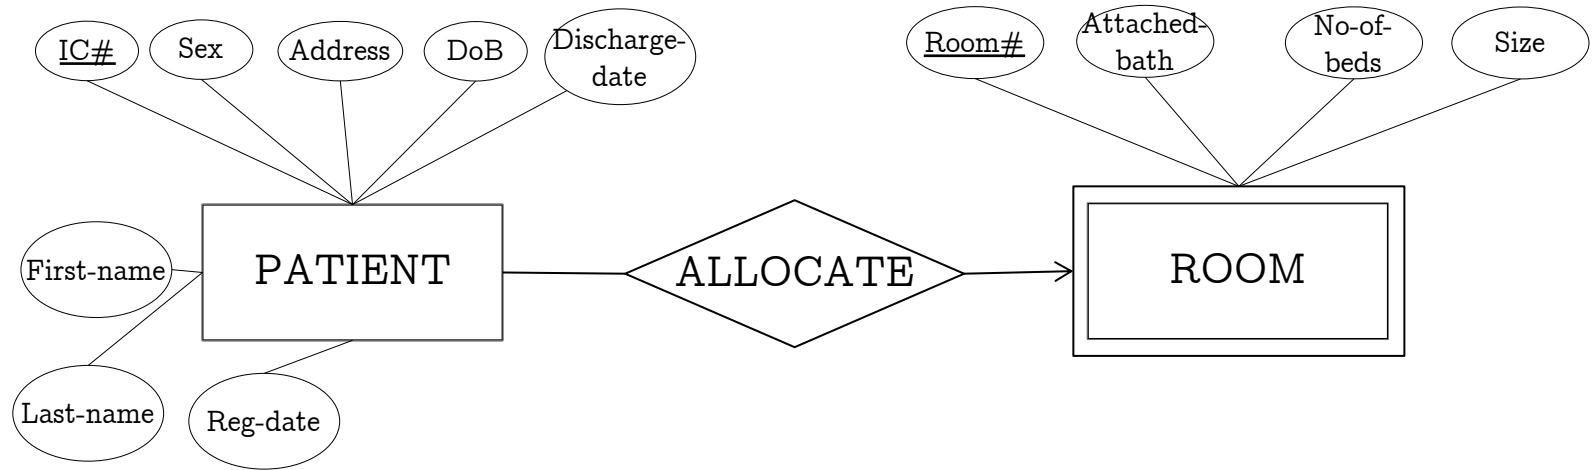 IC#
Sex
Address
DoB
Discharge-
date
Room#
Attached-
bath
No-of-
beds
Size
First-name
PATIENT
ALLOCATE
ROOM
Last-name
Reg-date